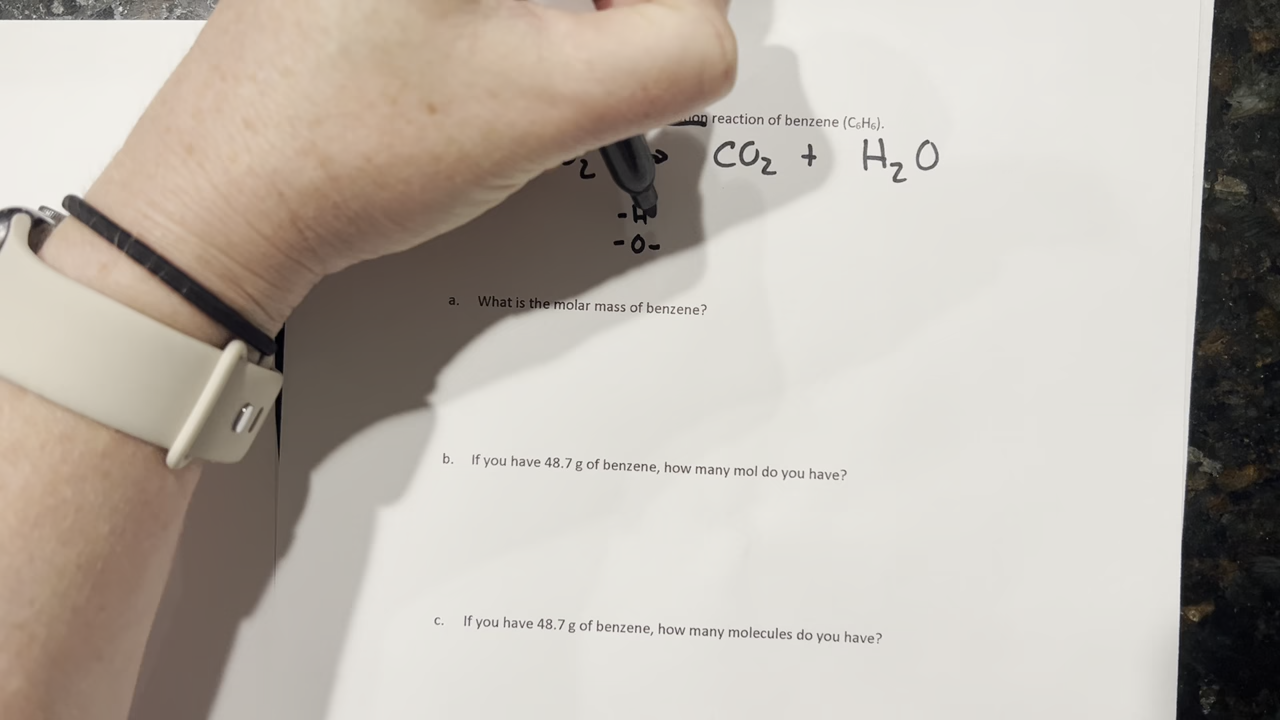 reaction of benzene (C₆H₆).
₂ → CO₂ + H₂O
-H
-O-
a. What is the molar mass of benzene?
b. If you have 48.7 g of benzene, how many mol do you have?
c. If you have 48.7 g of benzene, how many molecules do you have?